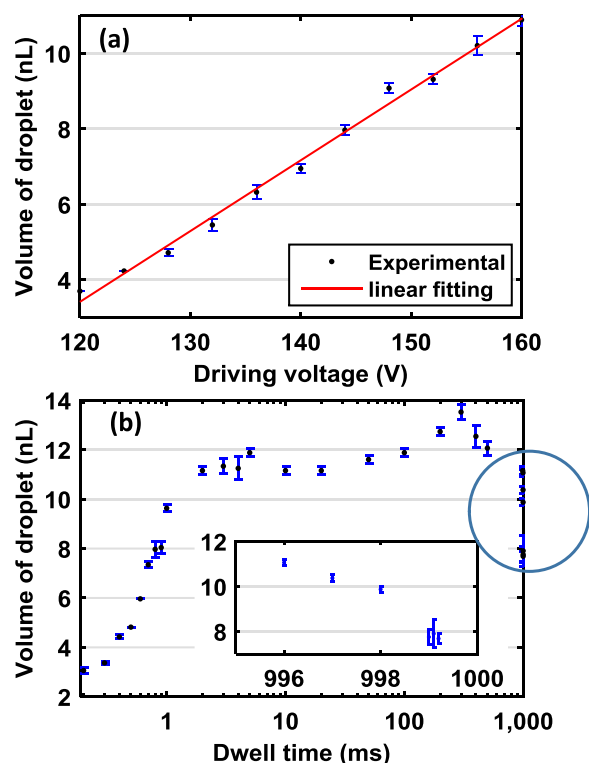 (a)
Volume of droplet (nL)
10
8
6
4
Experimental
linear fitting
120 130 140 150 160
Driving voltage (V)
(b)
Volume of droplet (nL)
14
12
10
8
6
4
2
12
10
8
996 998 1000
1 10 100 1,000
Dwell time (ms)